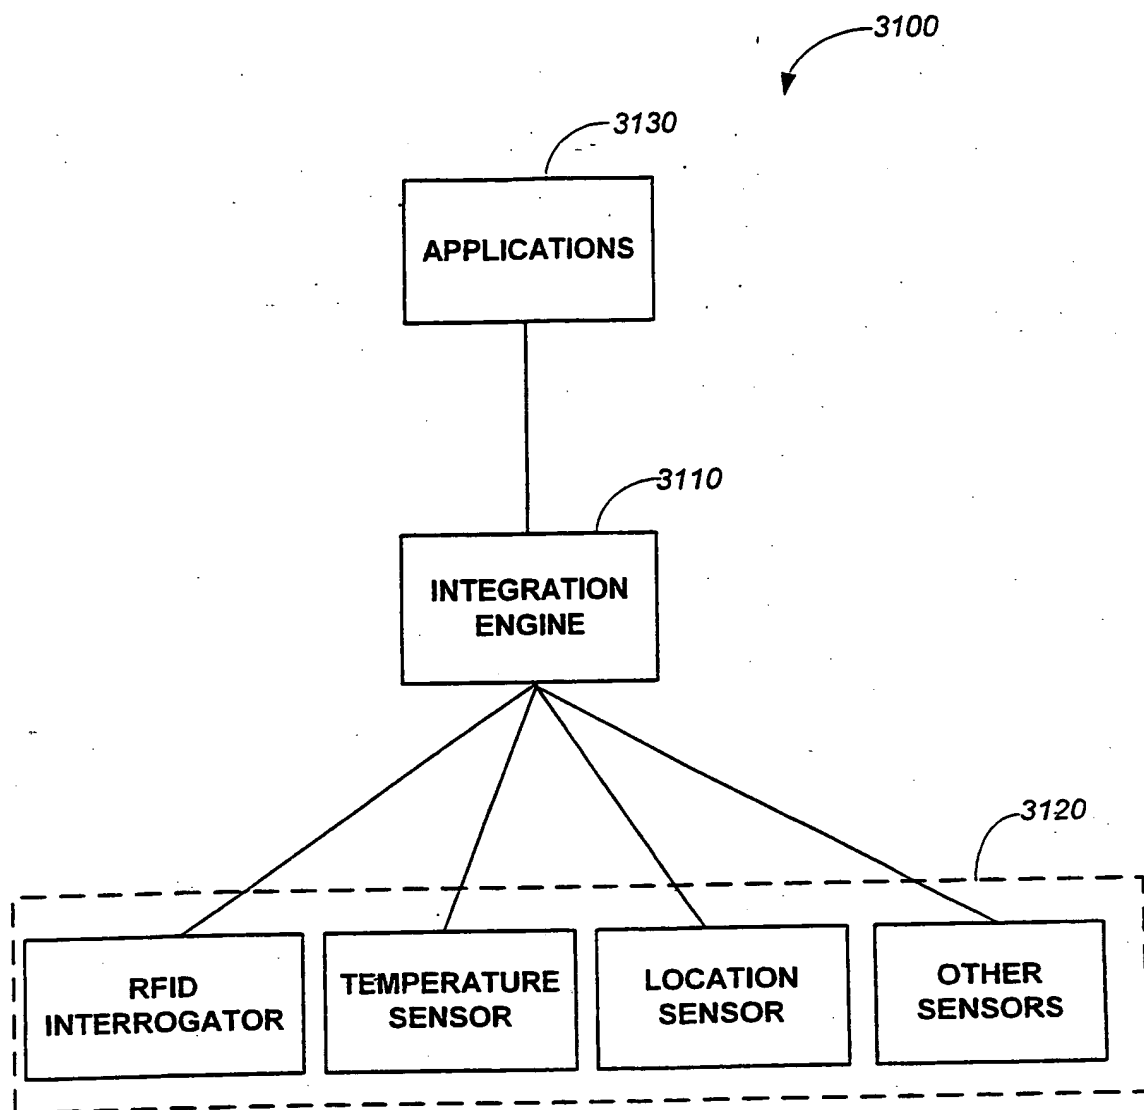 3100
3130
APPLICATIONS
3110
INTEGRATION
ENGINE
3120
RFID
INTERROGATOR
TEMPERATURE
SENSOR
LOCATION
SENSOR
OTHER
SENSORS